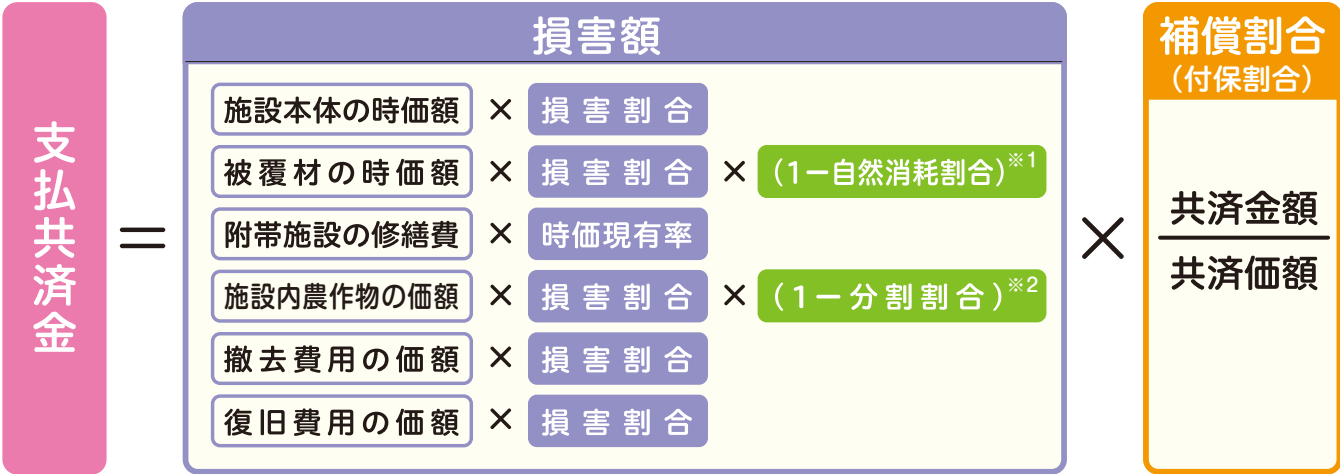 支払共済金
=
損害額
施設本体の時価額 × 損害割合
被覆材の時価額 × 損害割合 × (1ー自然消耗割合)※1
附帯施設の修繕費 × 時価現有率
施設内農作物の価額 × 損害割合 × (1ー分割割合)※2
撤去費用の価額 × 損害割合
復旧費用の価額 × 損害割合
×
補償割合
(付保割合)
共済金額
共済価額